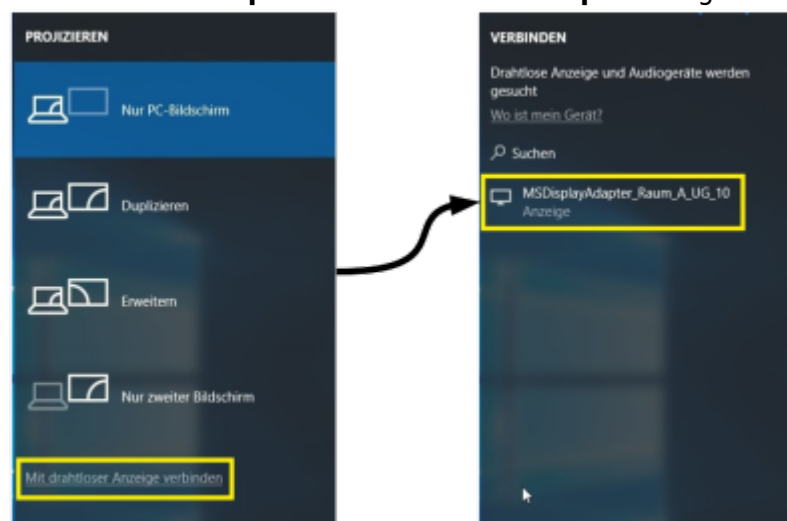 PROJIZIEREN
Nur PC-Bildschirm
Duplizieren
Erweitern
Nur zweiter Bildschirm
Mit drahtloser Anzeige verbinden
VERBINDEN
Drahtlose Anzeige und Audiogeräte werden
gesucht
Wo ist mein Gerät?
Suchen
MSDisplayAdapter_Raum_A_UG_10
Anzeige